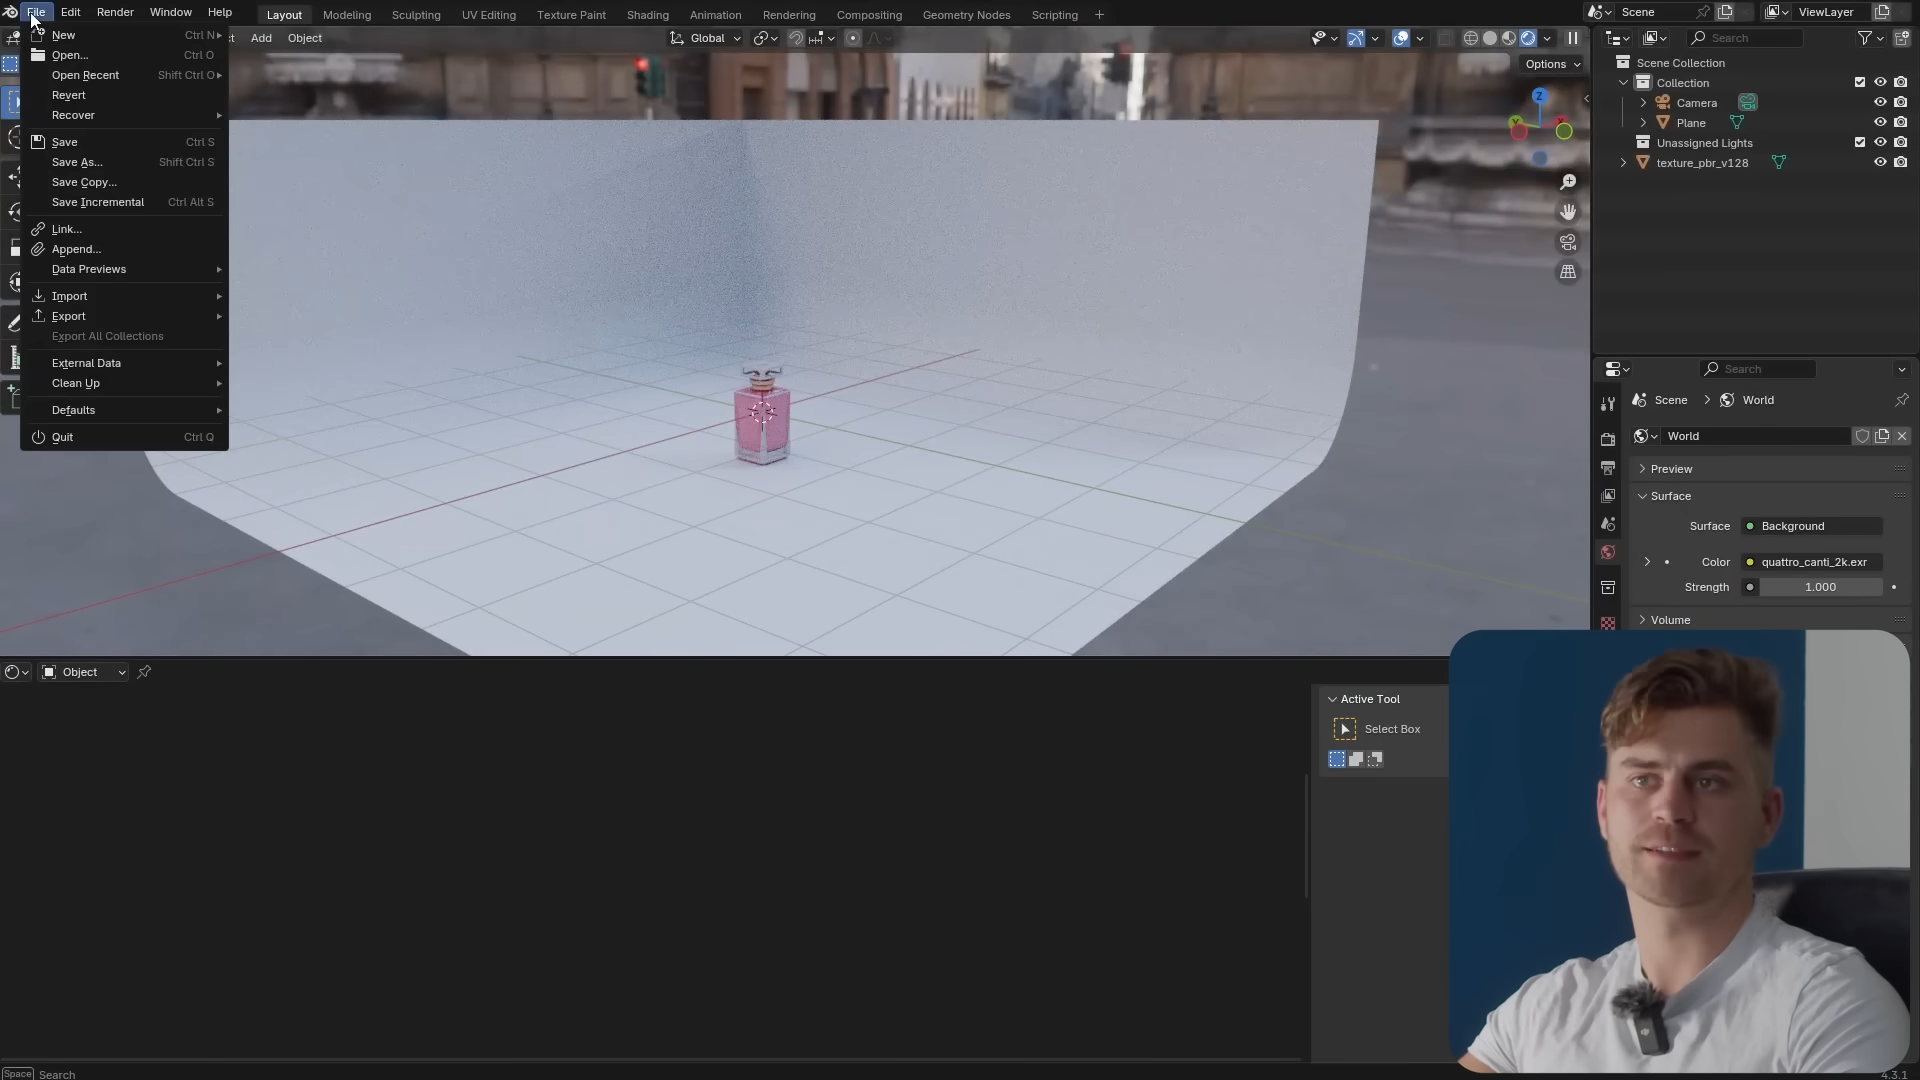 File Edit Render Window Help Layout Modeling Sculpting UV Editing Texture Paint Shading Animation Rendering Compositing Geometry Nodes Scripting + Scene ViewLayer
Add Object Global Search
Options
New Ctrl N
Open... Ctrl O
Open Recent Shift Ctrl O
Revert
Recover
Save Ctrl S
Save As... Shift Ctrl S
Save Copy...
Save Incremental Ctrl Alt S
Link...
Append...
Data Previews
Import
Export
Export All Collections
External Data
Clean Up
Defaults
Quit Ctrl Q
Z
Scene Collection
Collection
Camera
Plane
Unassigned Lights
texture_pbr_v128
Search
Scene > World
World
Preview
Surface
Surface Background
Color quattro_canti_2k.exr
Strength 1.000
Volume
Object
Active Tool
Select Box
Space Search
4.3.1